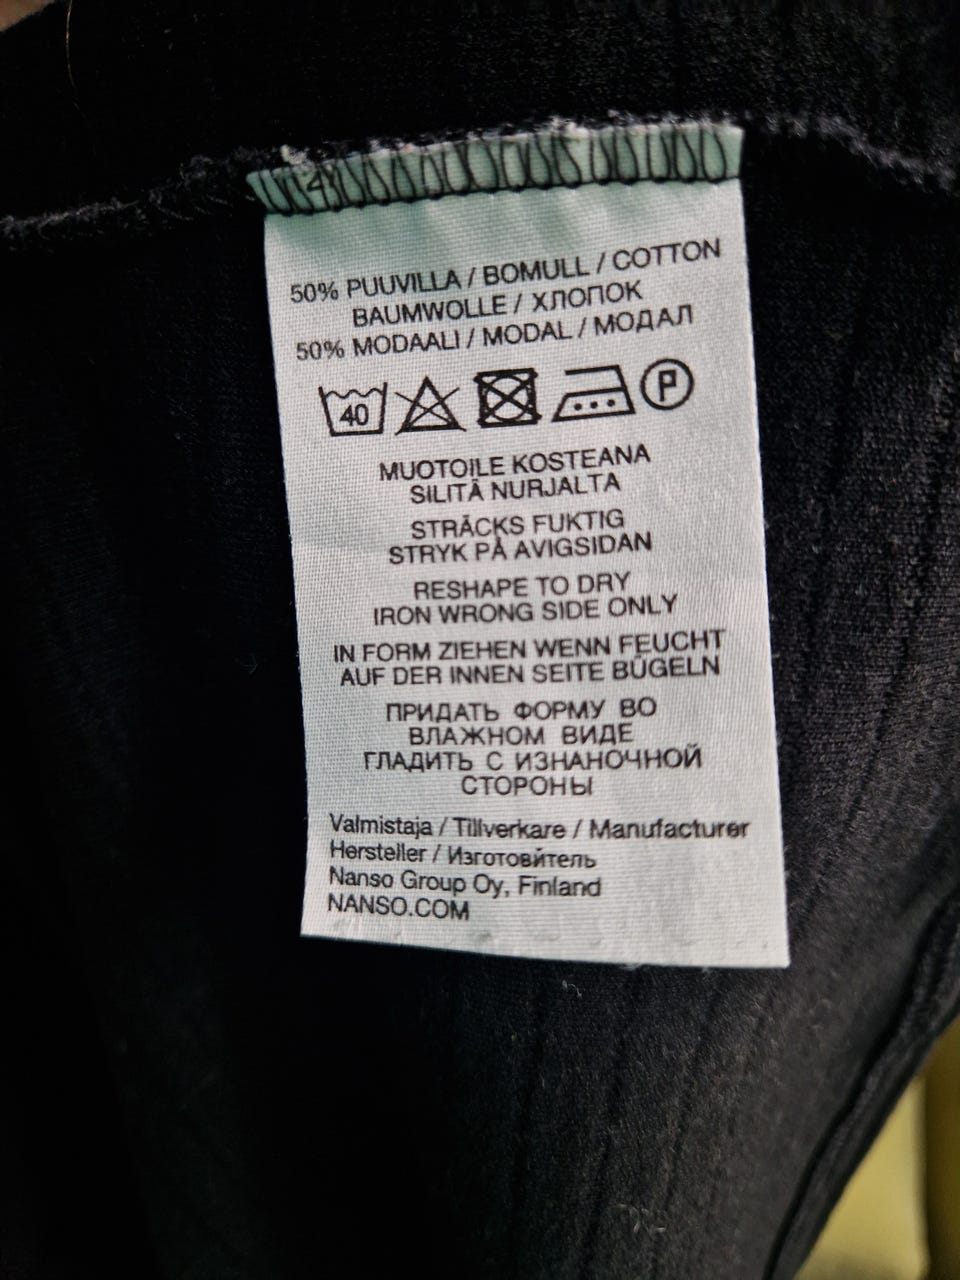 50% PUUVILLA / BOMULL / COTTON
BAUMWOLLE / ХЛОПОК
50% MODAALI / MODAL / МОДАЛ
40
P
MUOTOILE KOSTEANA
SILITÄ NURJALTA
STRÄCKS FUKTIG
STRYK PÅ AVIGSIDAN
RESHAPE TO DRY
IRON WRONG SIDE ONLY
IN FORM ZIEHEN WENN FEUCHT
AUF DER INNEN SEITE BÜGELN
ПРИДАТЬ ФОРМУ ВО
ВЛАЖНОМ ВИДЕ
ГЛАДИТЬ С ИЗНАНОЧНОЙ
СТОРОНЫ
Valmistaja / Tillverkare / Manufacturer
Hersteller / Изготовитель
Nanso Group Oy, Finland
NANSO.COM